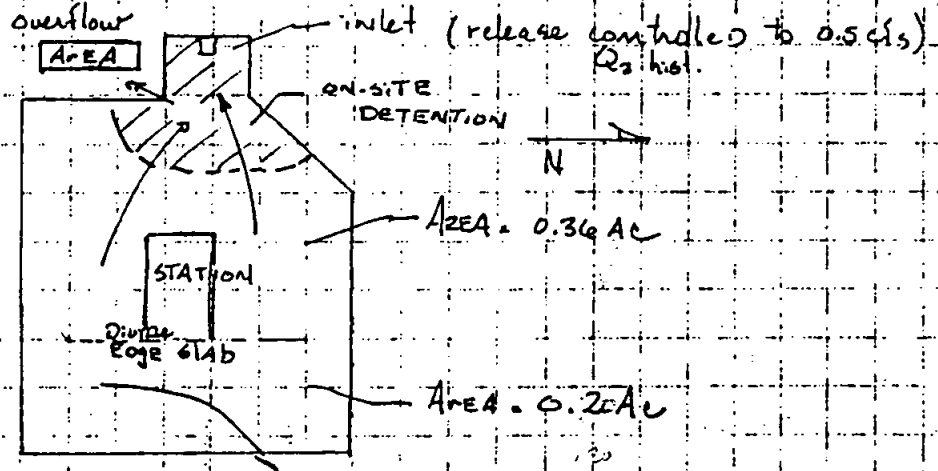 overflow
AREA
inlet (release controlled to 0.5 cfs)
Q2 hist.
ON-SITE
DETENTION
N
AREA = 0.36 Ac
STATION
Edge
AREA = 0.20 Ac